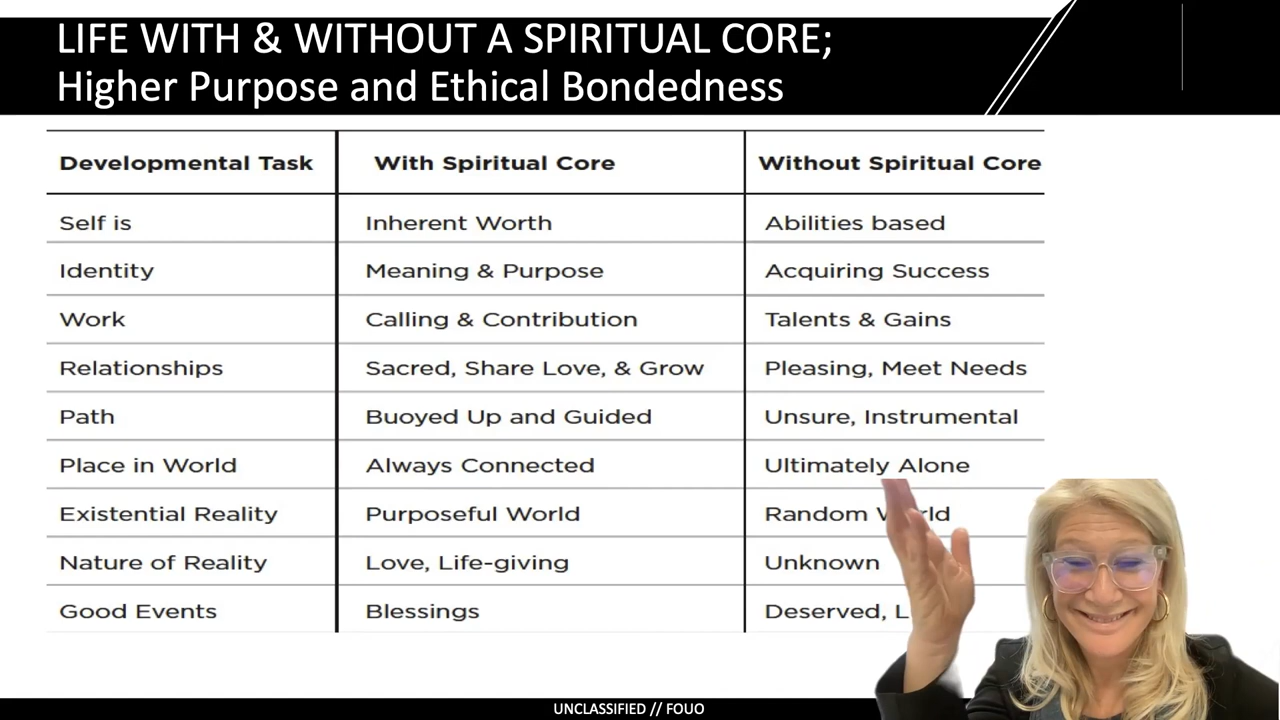 LIFE WITH & WITHOUT A SPIRITUAL CORE;
Higher Purpose and Ethical Bondedness
Developmental Task With Spiritual Core Without Spiritual Core
Self is Inherent Worth Abilities based
Identity Meaning & Purpose Acquiring Success
Work Calling & Contribution Talents & Gains
Relationships Sacred, Share Love, & Grow Pleasing, Meet Needs
Path Buoyed Up and Guided Unsure, Instrumental
Place in World Always Connected Ultimately Alone
Existential Reality Purposeful World Random
Nature of Reality Love, Life-giving Unknown
Good Events Blessings Deserved,
UNCLASSIFIED // FOUO